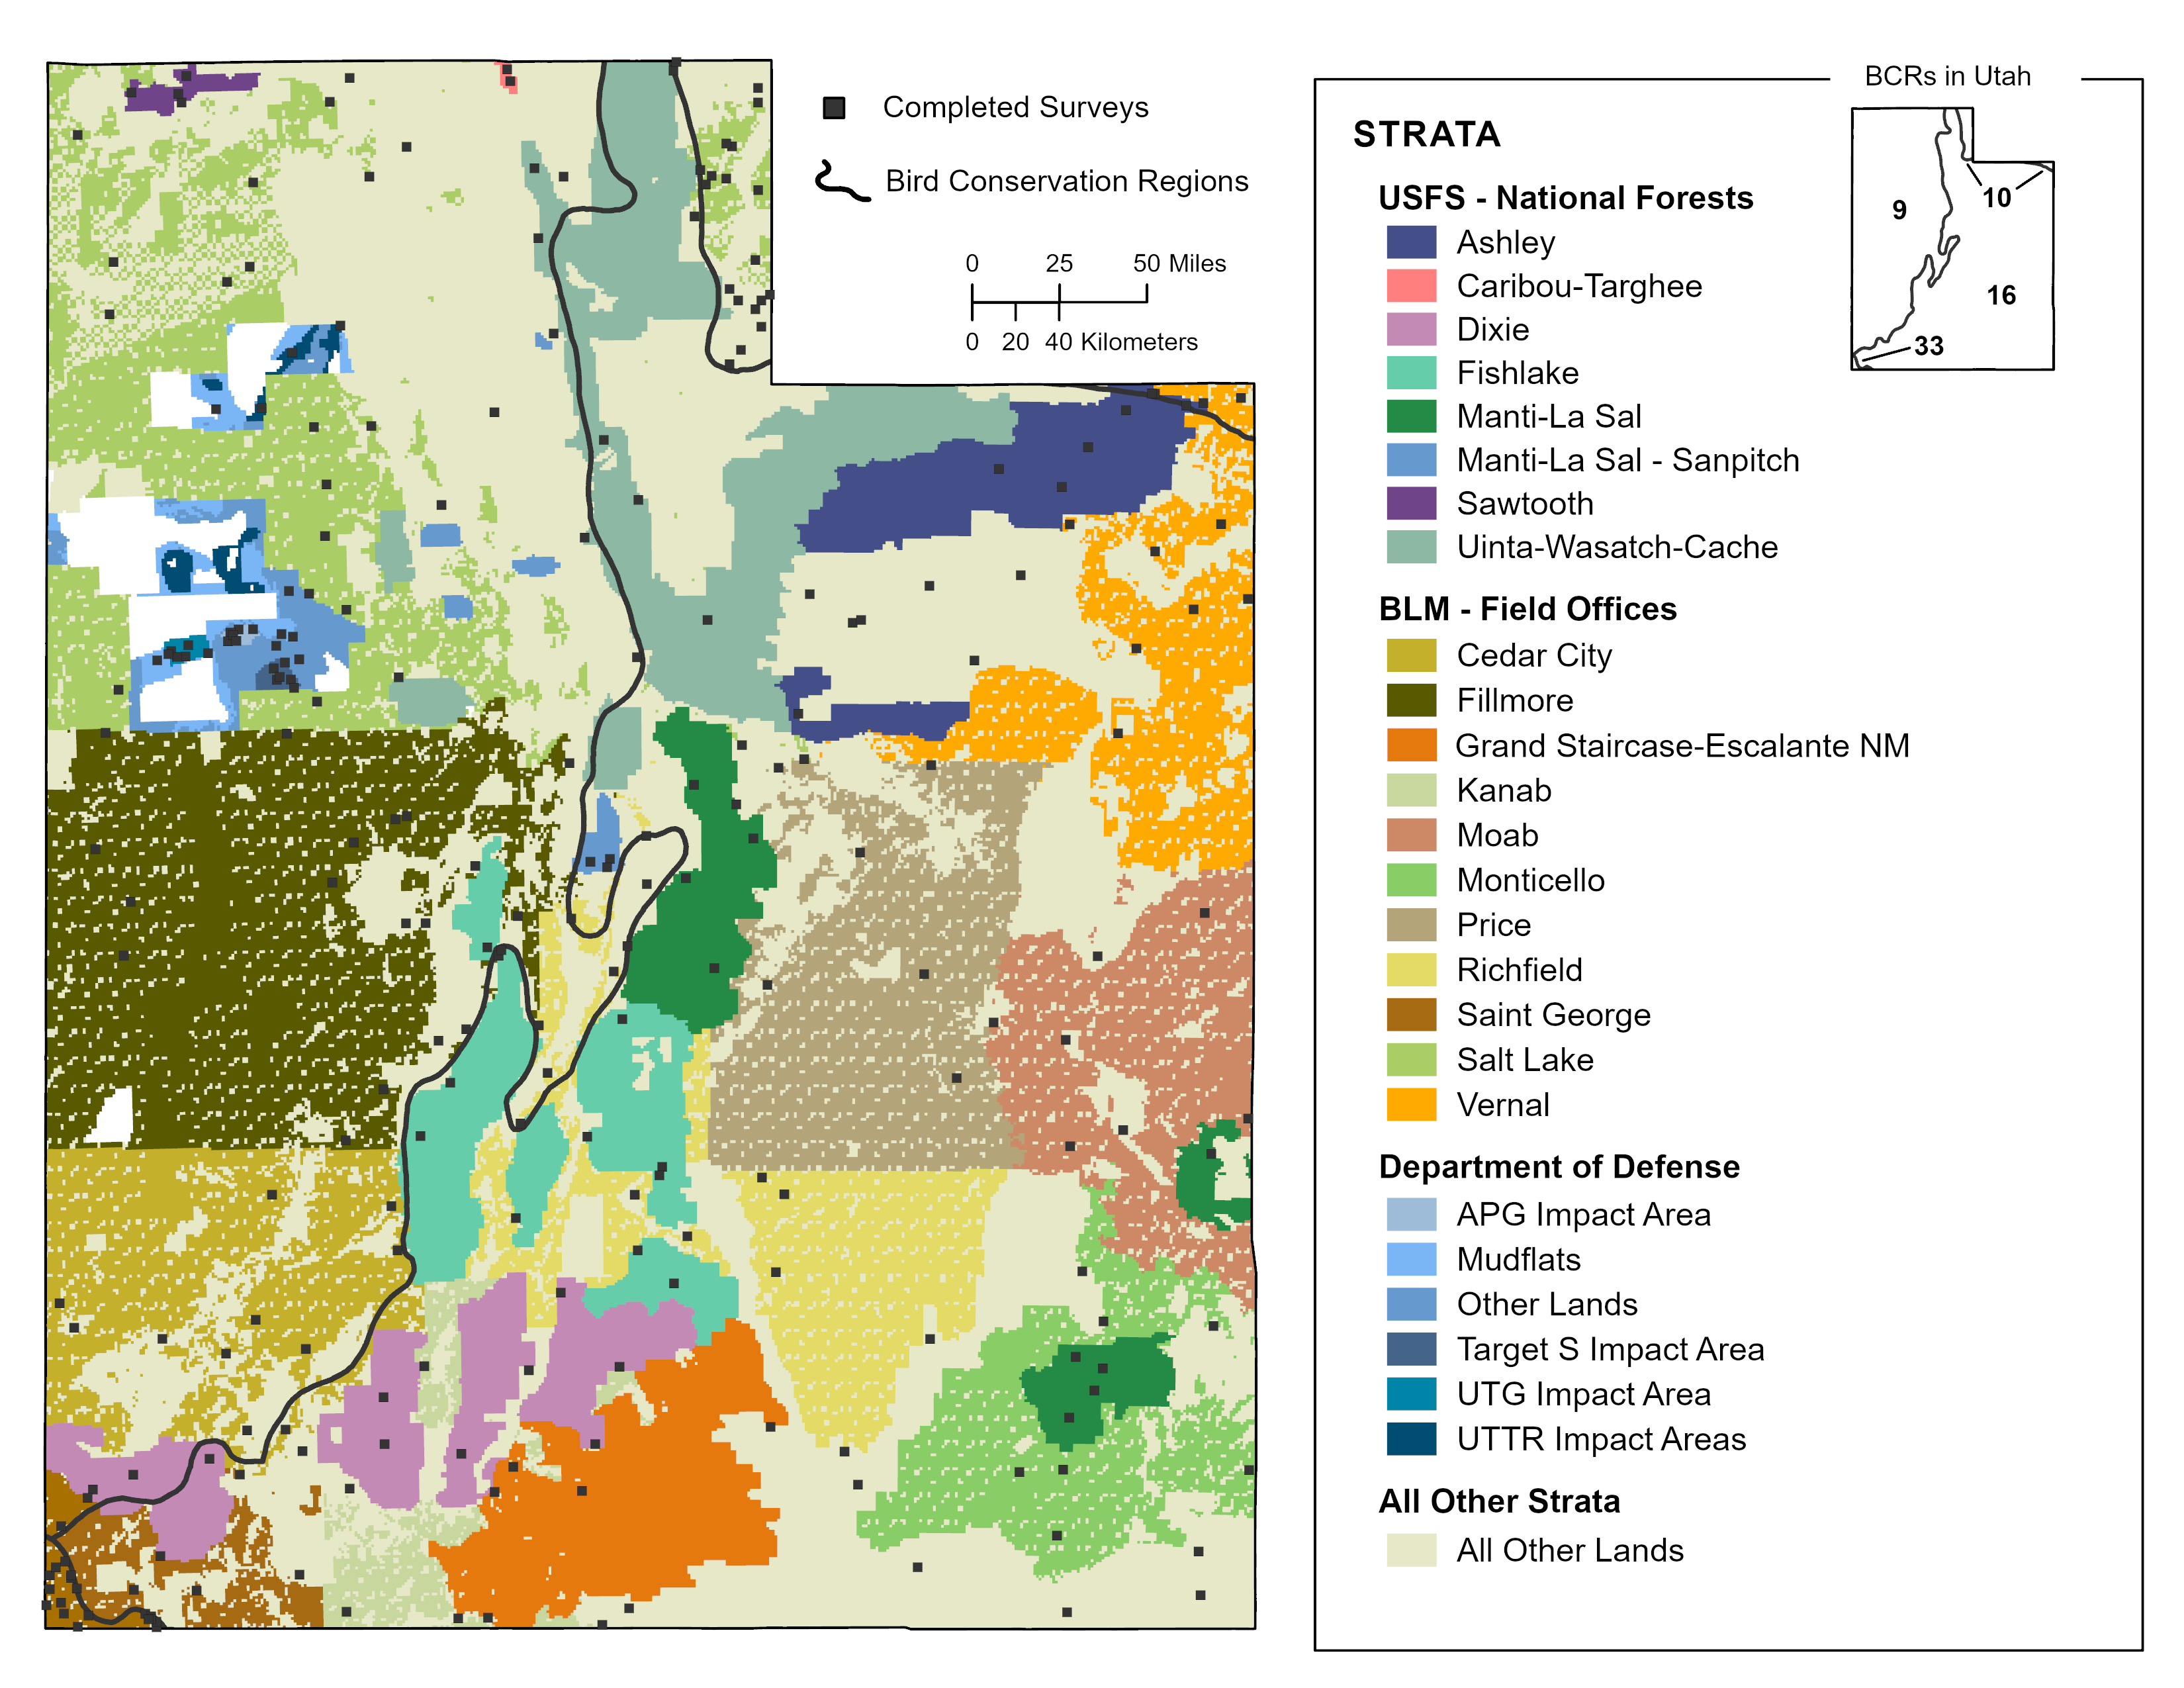 Completed Surveys
Bird Conservation Regions
0 25 50 Miles
0 20 40 Kilometers
BCRs in Utah
9
10
16
33
STRATA
USFS - National Forests
Ashley
Caribou-Targhee
Dixie
Fishlake
Manti-La Sal
Manti-La Sal - Sanpitch
Sawtooth
Uinta-Wasatch-Cache
BLM - Field Offices
Cedar City
Fillmore
Grand Staircase-Escalante NM
Kanab
Moab
Monticello
Price
Richfield
Saint George
Salt Lake
Vernal
Department of Defense
APG Impact Area
Mudflats
Other Lands
Target S Impact Area
UTG Impact Area
UTTR Impact Areas
All Other Strata
All Other Lands